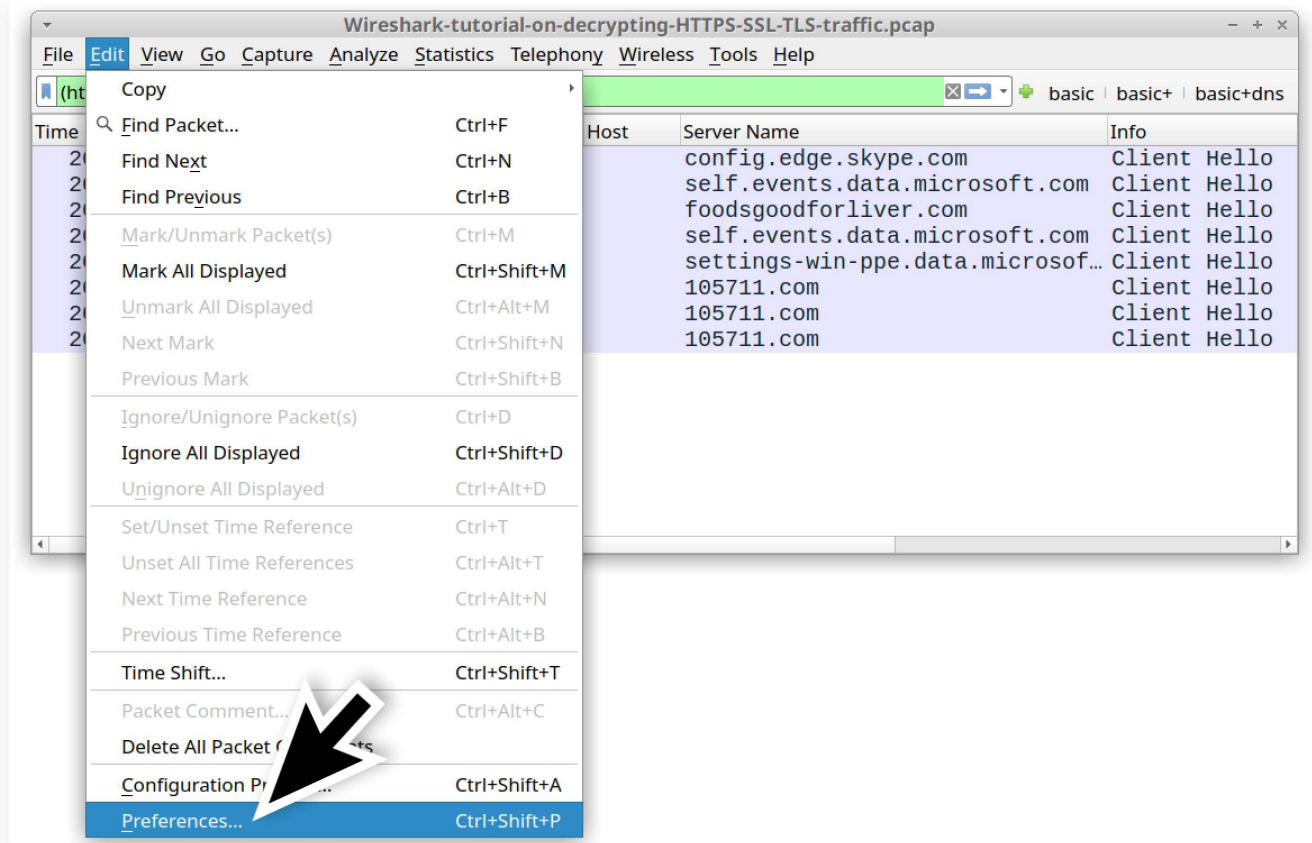 Wireshark-tutorial-on-decrypting-HTTPS-SSL-TLS-traffic.pcap
File Edit View Go Capture Analyze Statistics Telephony Wireless Tools Help
(ht basic basic+ basic+dns
Time Host Server Name Info
config.edge.skype.com Client Hello
self.events.data.microsoft.com Client Hello
foodsgoodforliver.com Client Hello
self.events.data.microsoft.com Client Hello
settings-win-ppe.data.microsof… Client Hello
105711.com Client Hello
105711.com Client Hello
105711.com Client Hello
Copy
Find Packet... Ctrl+F
Find Next Ctrl+N
Find Previous Ctrl+B
Mark/Unmark Packet(s) Ctrl+M
Mark All Displayed Ctrl+Shift+M
Unmark All Displayed Ctrl+Alt+M
Next Mark Ctrl+Shift+N
Previous Mark Ctrl+Shift+B
Ignore/Unignore Packet(s) Ctrl+D
Ignore All Displayed Ctrl+Shift+D
Unignore All Displayed Ctrl+Alt+D
Set/Unset Time Reference Ctrl+T
Unset All Time References Ctrl+Alt+T
Next Time Reference Ctrl+Alt+N
Previous Time Reference Ctrl+Alt+B
Time Shift... Ctrl+Shift+T
Packet Comment... Ctrl+Alt+C
Delete All Packet
Configuration Ctrl+Shift+A
Preferences... Ctrl+Shift+P